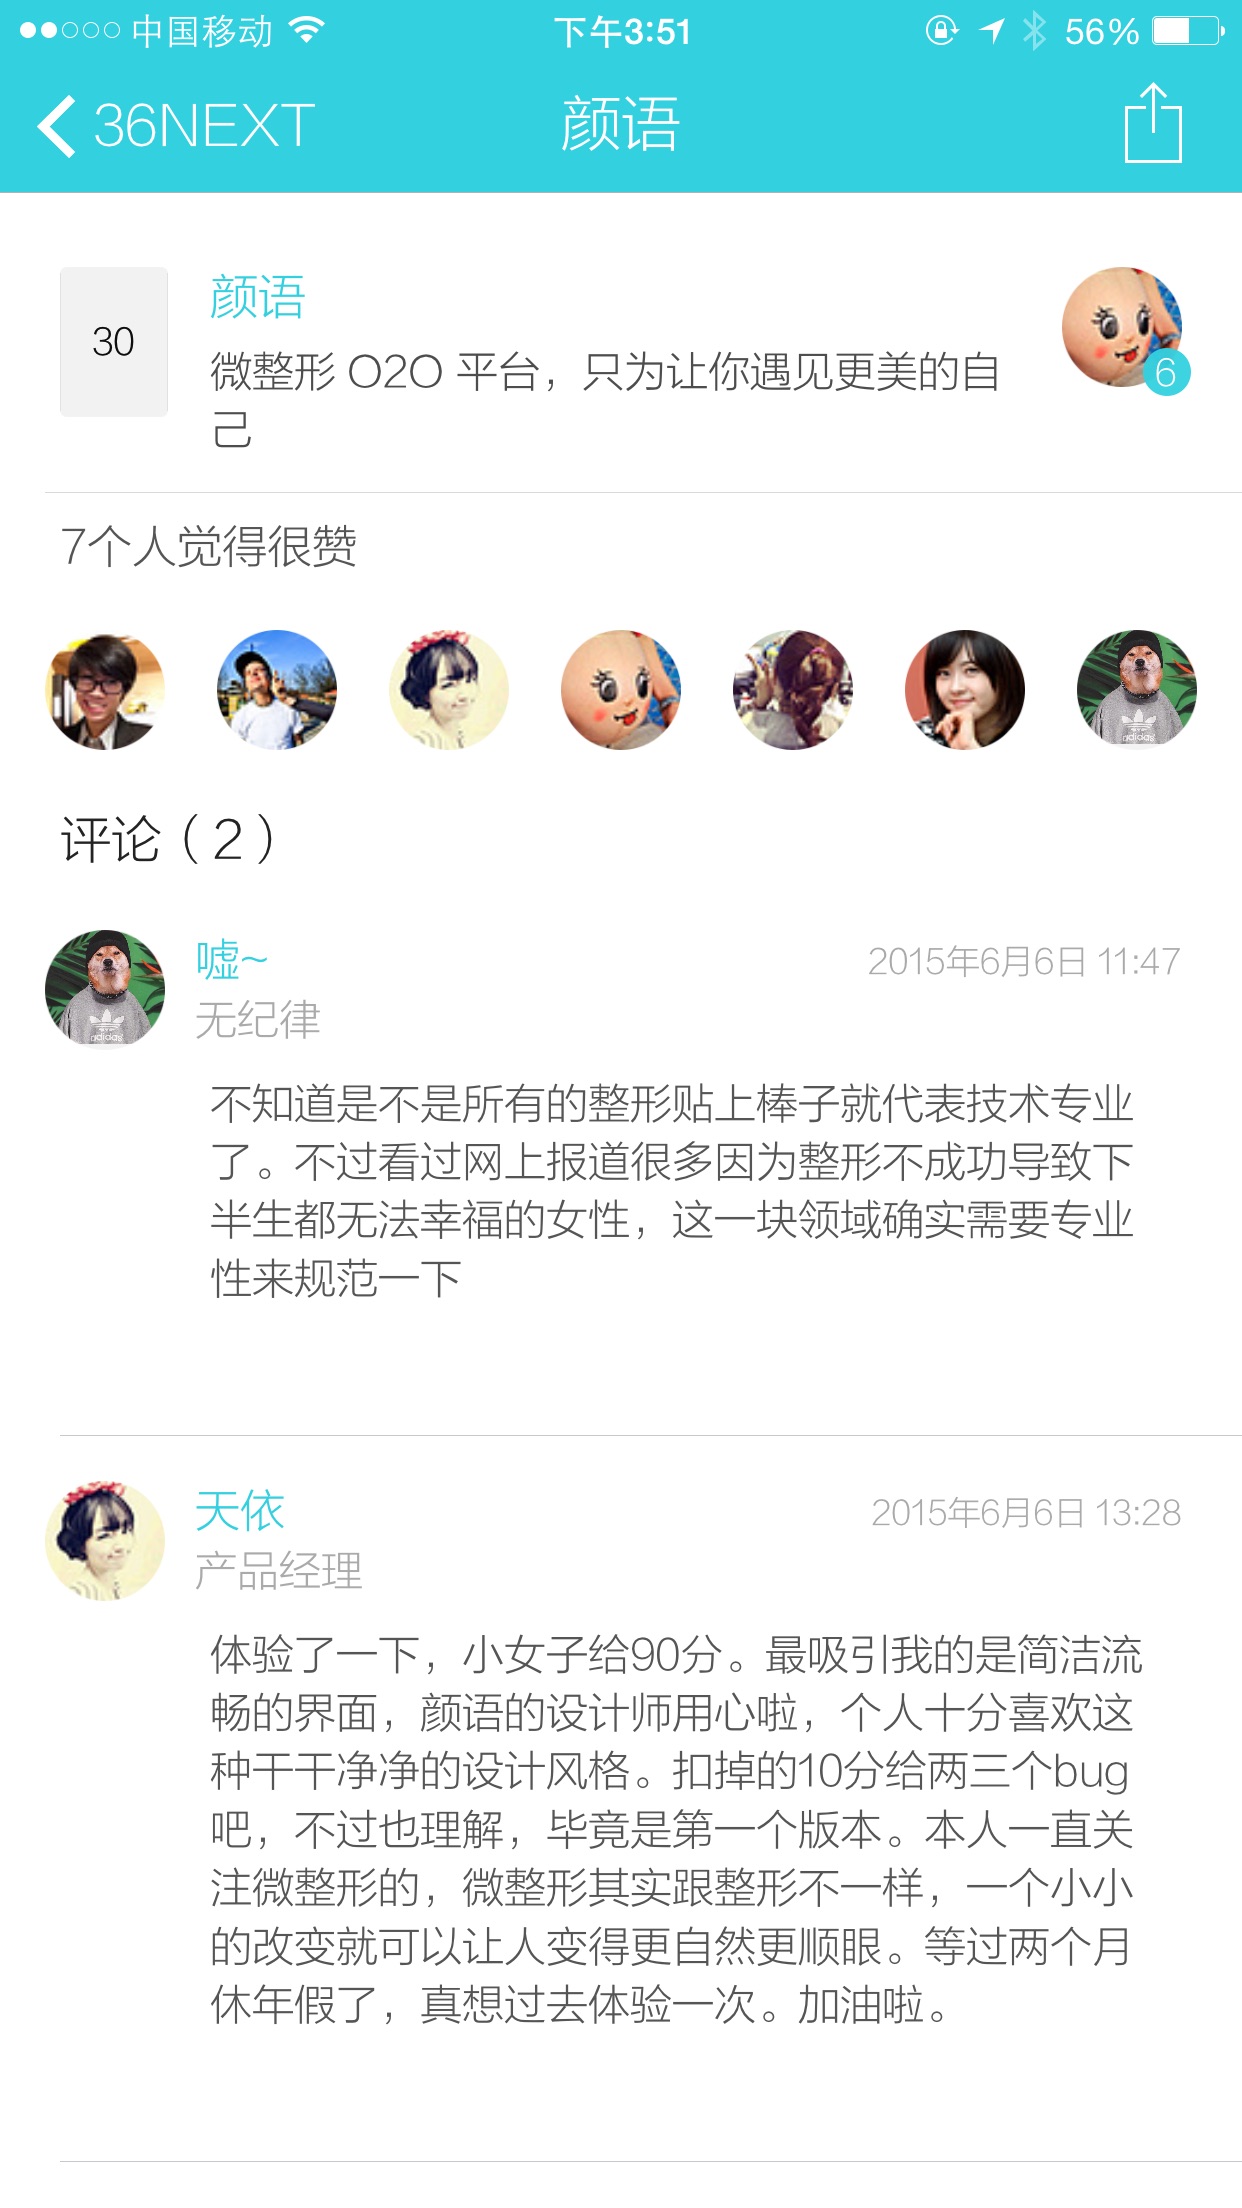 中国移动 下午3:51 56%
36NEXT 颜语
30
颜语
微整形 O2O 平台，只为让你遇见更美的自
己
6
7个人觉得很赞
adidas
评论（2）
嘘~ 2015年6月6日 11:47
无纪律
adidas
不知道是不是所有的整形贴上棒子就代表技术专业
了。不过看过网上报道很多因为整形不成功导致下
半生都无法幸福的女性，这一块领域确实需要专业
性来规范一下
天依 2015年6月6日 13:28
产品经理
体验了一下，小女子给90分。最吸引我的是简洁流
畅的界面，颜语的设计师用心啦，个人十分喜欢这
种干干净净的设计风格。扣掉的10分给两三个bug
吧，不过也理解，毕竟是第一个版本。本人一直关
注微整形的，微整形其实跟整形不一样，一个小小
的改变就可以让人变得更自然更顺眼。等过两个月
休年假了，真想过去体验一次。加油啦。